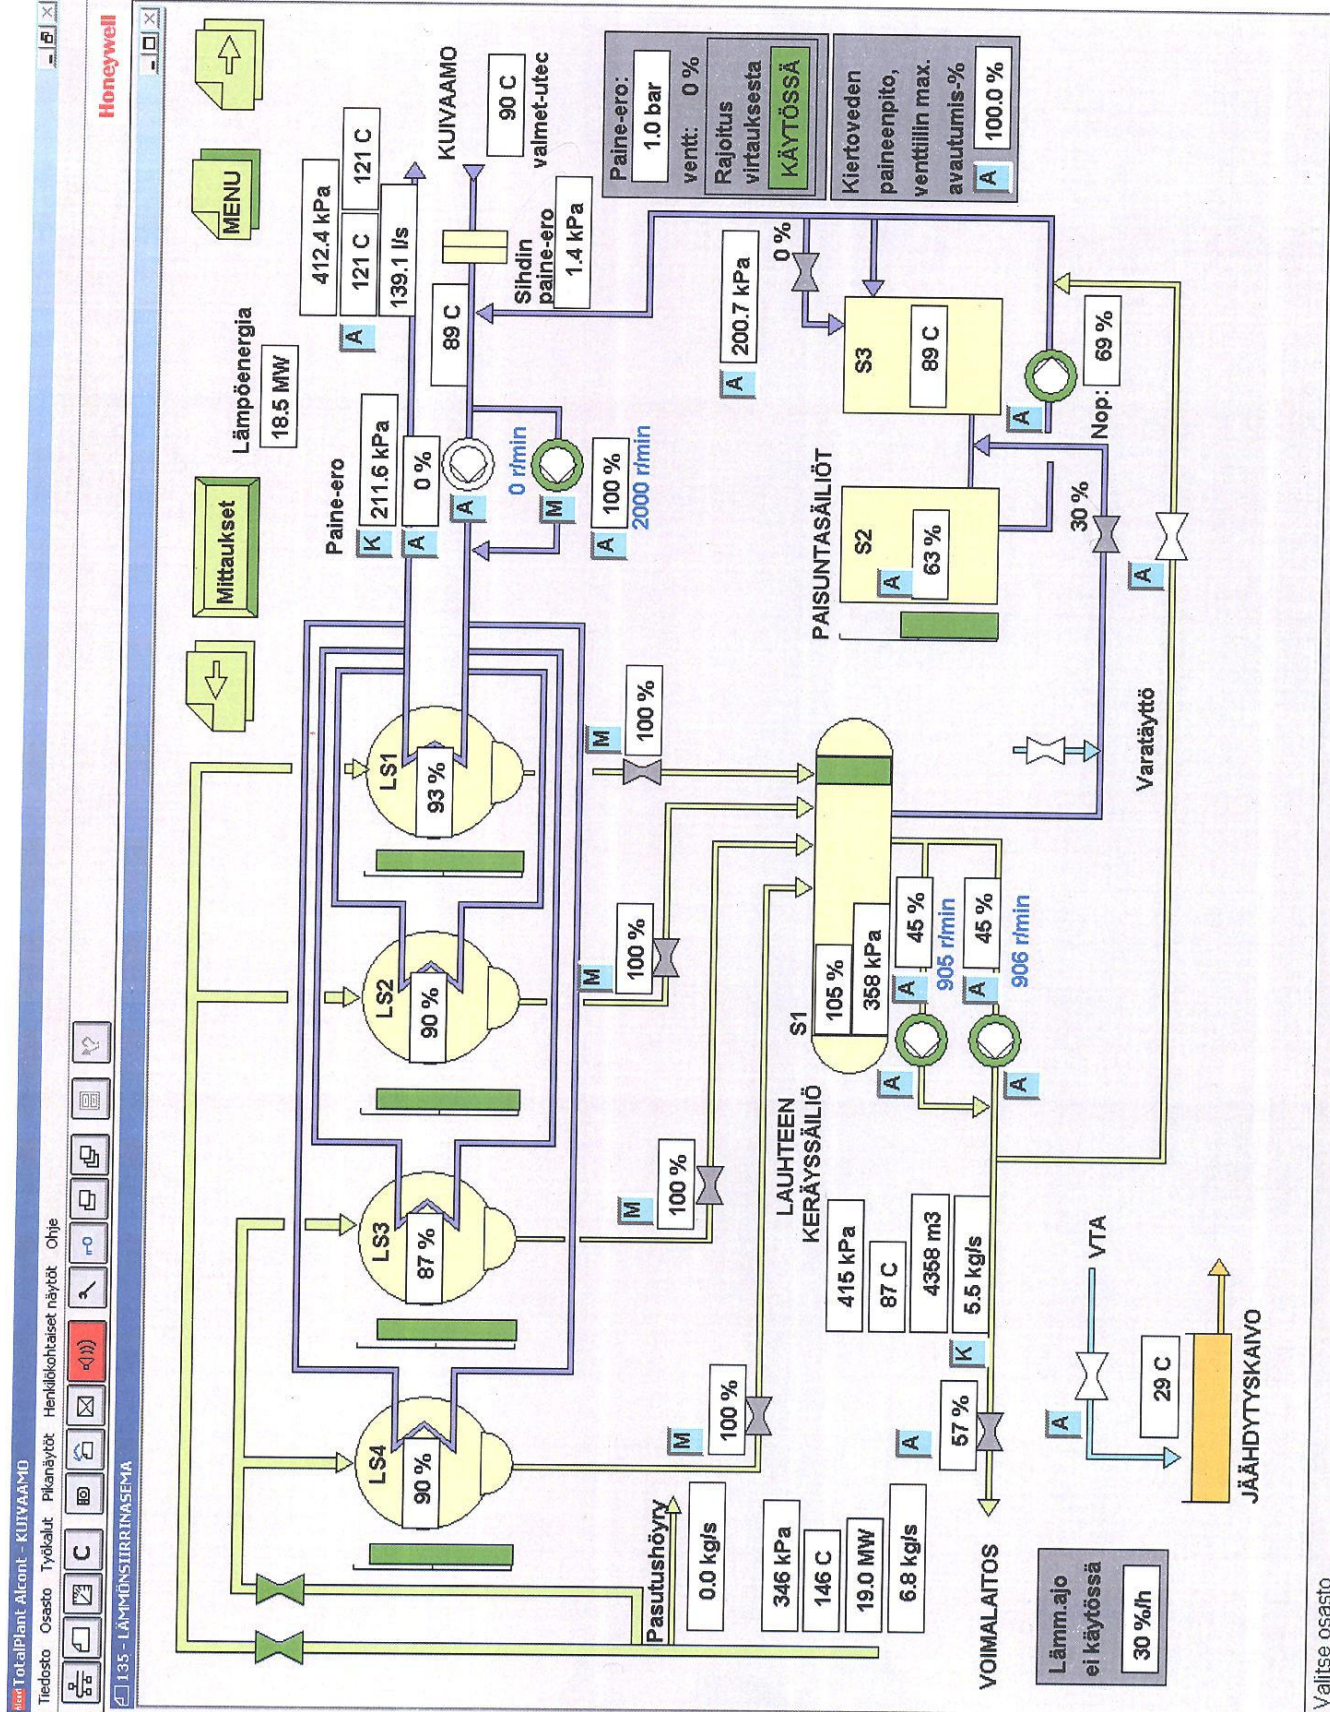 TotalPlant Alcont - KUIVAAMO
Tiedosto Osasto Työkalut Pikanäytöt Henkilökohtaiset näytöt Ohje
Honeywell
135 - LÄMMÖNSIIRRINASEMA
Mittaukset
MENU
Lämpöenergia
18.5 MW
412.4 kPa
A
121 C
121 C
139.1 l/s
KUIVAAMO
90 C
valmet-utec
Paine-ero
K
211.6 kPa
A
0 %
89 C
Sihdin
paine-ero
1.4 kPa
A
0 r/min
M
A
100 %
2000 r/min
LS4
90 %
LS3
87 %
LS2
90 %
LS1
93 %
Paine-ero:
1.0 bar
ventt: 0 %
Rajoitus
virtauksesta
KÄYTÖSSÄ
Kiertoveden
paineenpito,
venttiilin max.
avautumis-%
A
100.0 %
M
100 %
M
100 %
M
100 %
M
100 %
Pasutushöyry
0.0 kg/s
346 kPa
146 C
19.0 MW
6.8 kg/s
LAUHTEEN
KERÄYSSÄILIÖ
S1
105 %
358 kPa
415 kPa
87 C
4358 m3
K
5.5 kg/s
A
57 %
VOIMALAITOS
A
A
45 %
905 r/min
A
A
45 %
906 r/min
PAISUNTASÄILIÖT
S2
A
63 %
S3
89 C
A
200.7 kPa
0 %
A
Nop:
69 %
30 %
A
Varatäyttö
Lämm.ajo
ei käytössä
30 %/h
A
VTA
29 C
JÄÄHDYTYSKAIVO
Valitse osasto